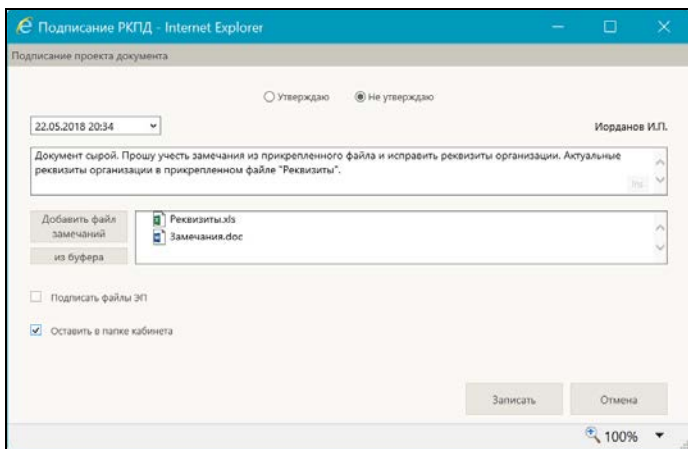 Подписание РКПД - Internet Explorer
Подписание проекта документа
Утверждаю Не утверждаю
22.05.2018 20:34 Иорданов И.П.
Документ сырой. Прошу учесть замечания из прикрепленного файла и исправить реквизиты организации. Актуальные
реквизиты организации в прикрепленном файле "Реквизиты".
Ins
Добавить файл
замечаний
Реквизиты.xls
Замечания.doc
из буфера
Подписать файлы ЭП
Оставить в папке кабинета
Записать Отмена
100%